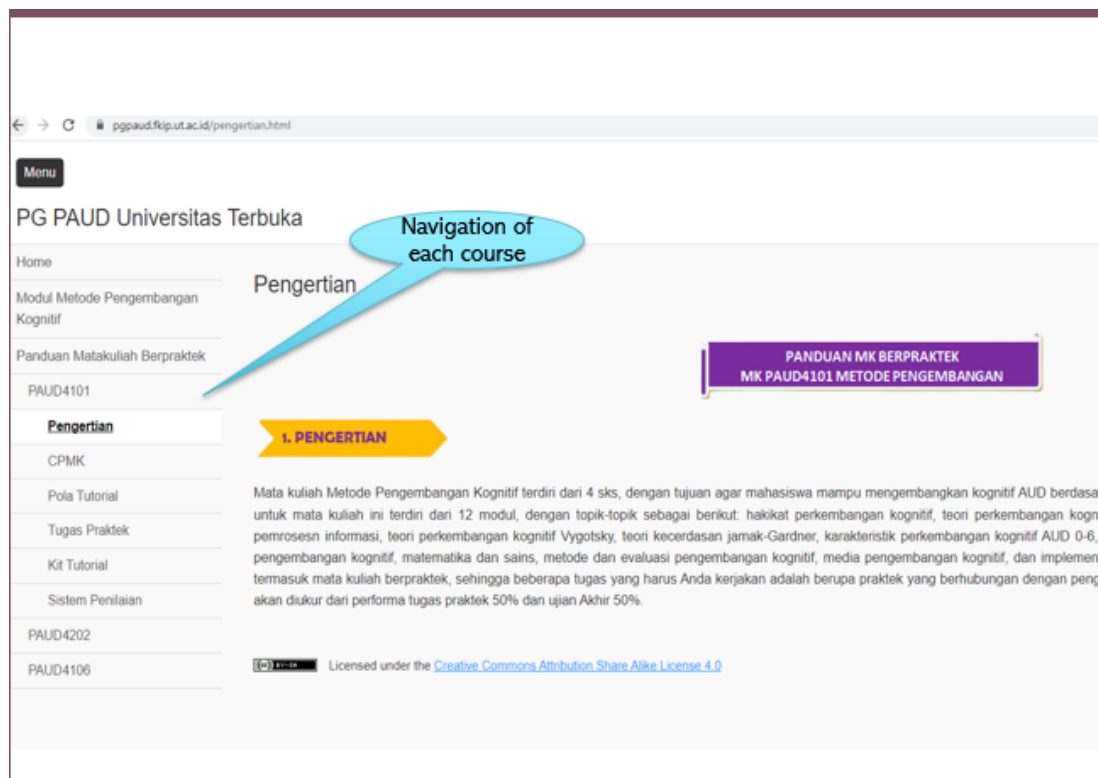 pgpaud.fkip.ut.ac.id/pengertian.html
Menu
PG PAUD Universitas Terbuka
Navigation of
each course
Home
Modul Metode Pengembangan
Kognitif
Panduan Matakuliah Berpraktek
PAUD4101
Pengertian
CPMK
Pola Tutorial
Tugas Praktek
Kit Tutorial
Sistem Penilaian
PAUD4202
PAUD4106
Pengertian
PANDUAN MK BERPRAKTEK
MK PAUD4101 METODE PENGEMBANGAN
1. PENGERTIAN
Mata kuliah Metode Pengembangan Kognitif terdiri dari 4 sks, dengan tujuan agar mahasiswa mampu mengembangkan kognitif AUD berdasa
untuk mata kuliah ini terdiri dari 12 modul, dengan topik-topik sebagai berikut: hakikat perkembangan kognitif, teori perkembangan kogn
pemrosesn informasi, teori perkembangan kognitif Vygotsky, teori kecerdasan jamak-Gardner, karakteristik perkembangan kognitif AUD 0-6,
pengembangan kognitif, matematika dan sains, metode dan evaluasi pengembangan kognitif, media pengembangan kognitif, dan implemen
termasuk mata kuliah berpraktek, sehingga beberapa tugas yang harus Anda kerjakan adalah berupa praktek yang berhubungan dengan peng
akan diukur dari performa tugas praktek 50% dan ujian Akhir 50%.
(cc) BY-SA Licensed under the Creative Commons Attribution Share Alike License 4.0